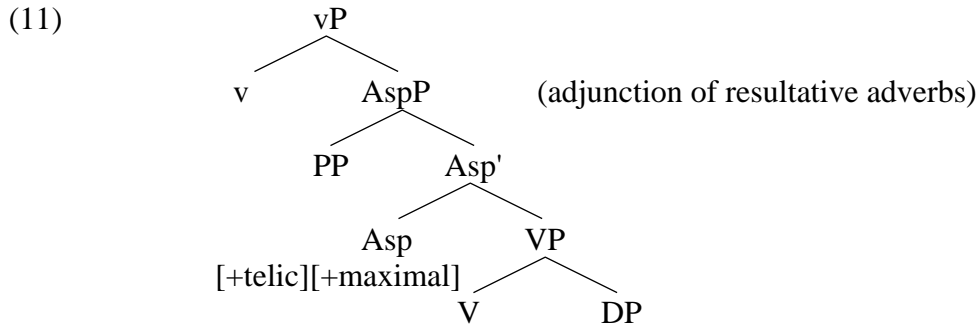 (11) vP
v AspP (adjunction of resultative adverbs)
PP Asp'
Asp VP
[+telic][+maximal]
V DP